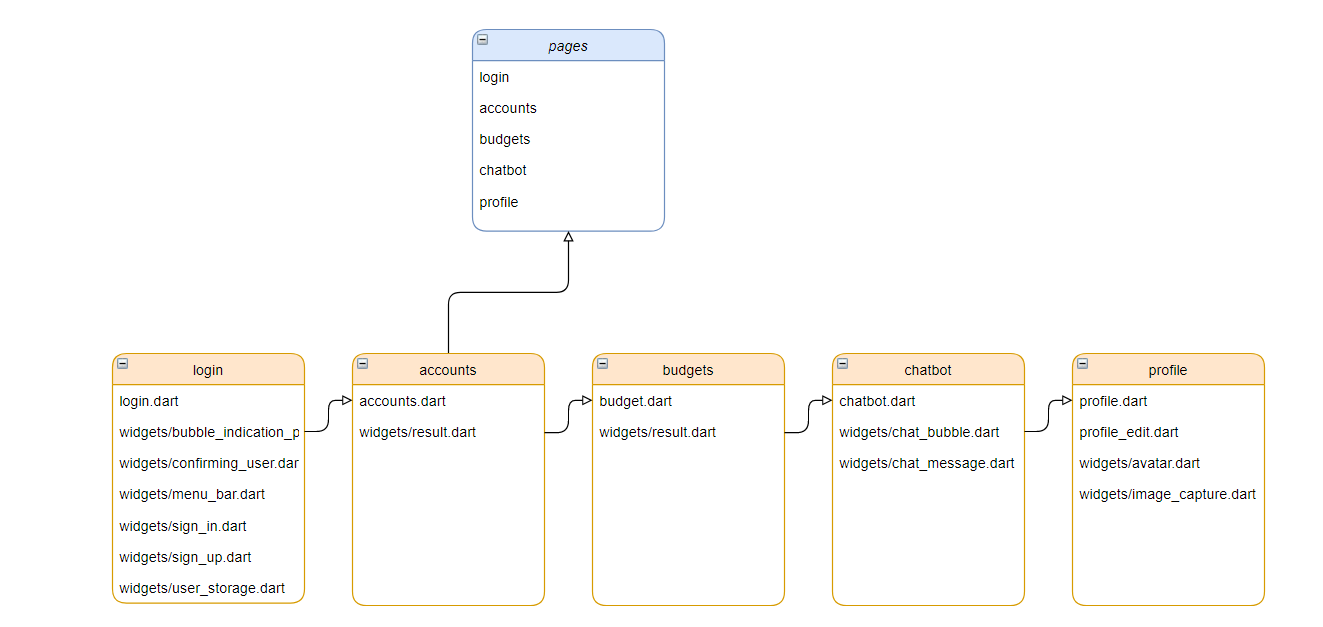 pages
login
accounts
budgets
chatbot
profile
login
login.dart
widgets/bubble_indication_p
widgets/confirming_user.dar
widgets/menu_bar.dart
widgets/sign_in.dart
widgets/sign_up.dart
widgets/user_storage.dart
accounts
accounts.dart
widgets/result.dart
budgets
budget.dart
widgets/result.dart
chatbot
chatbot.dart
widgets/chat_bubble.dart
widgets/chat_message.dart
profile
profile.dart
profile_edit.dart
widgets/avatar.dart
widgets/image_capture.dart